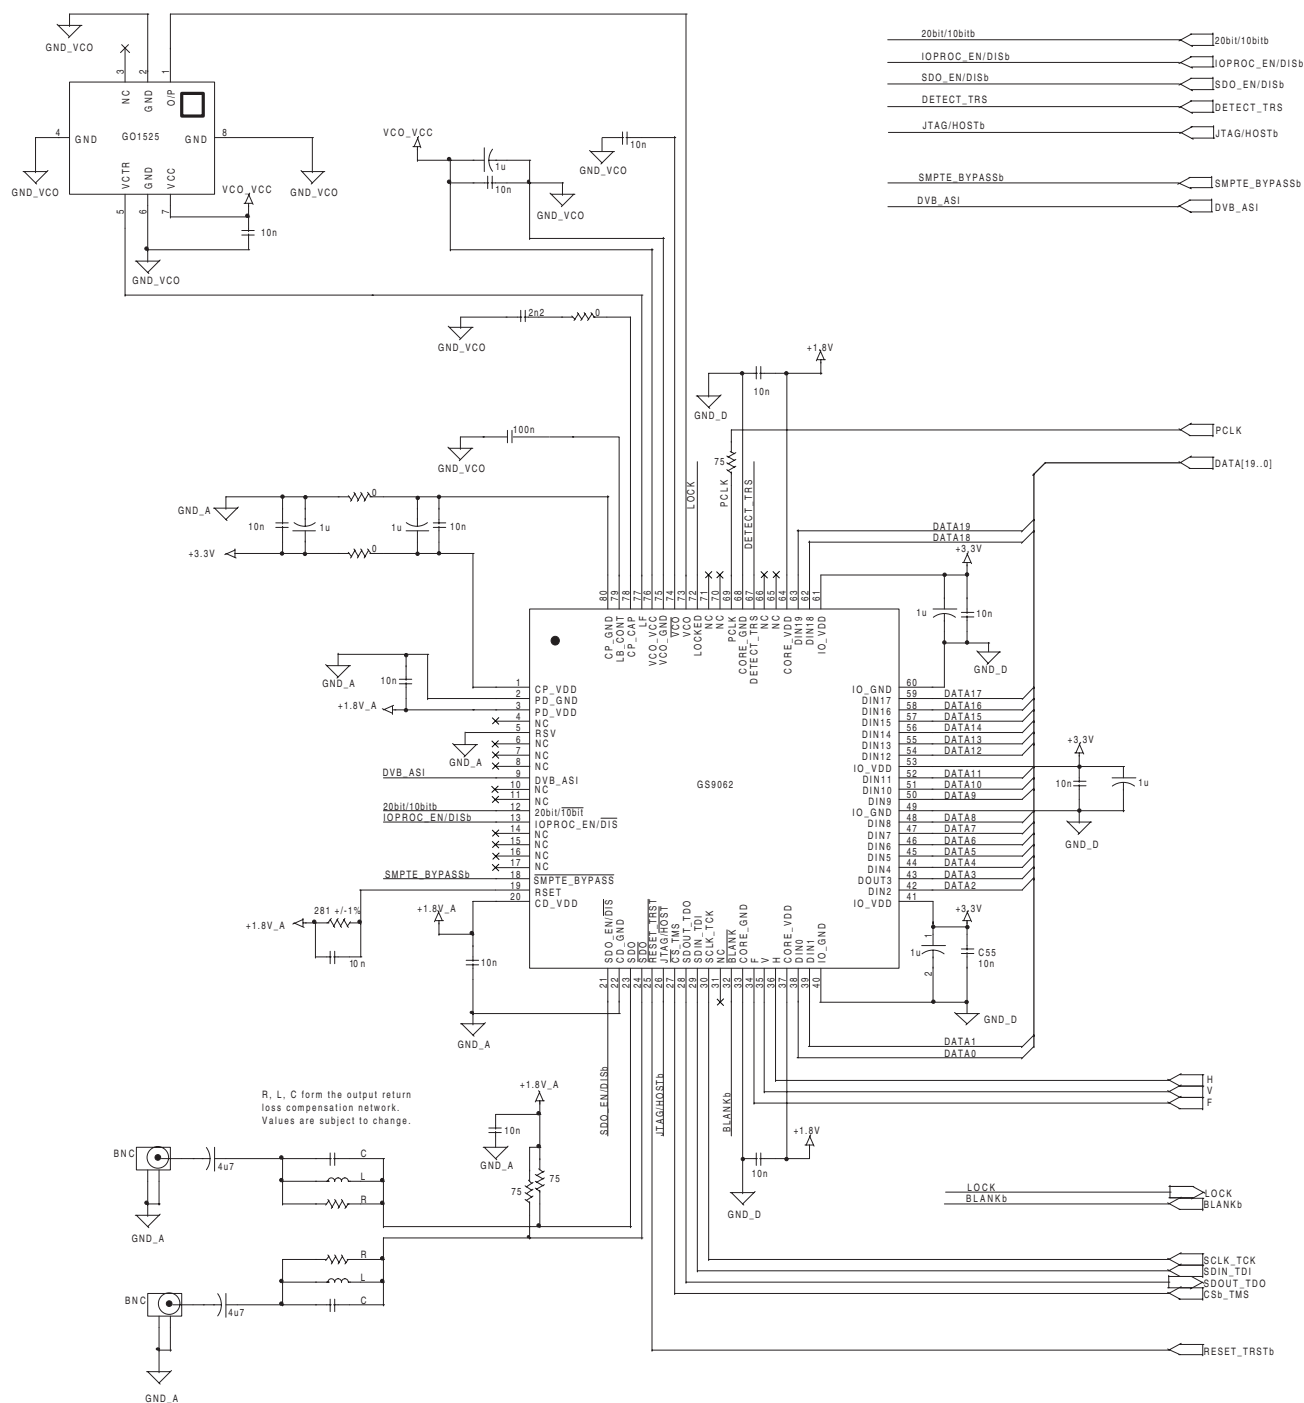 GND_VCO
3
2
1
NC
GND
O/P
4
GND
GO1525
GND
8
GND_VCO
GND_VCO
VCTR
GND
VCC
5
6
7
VCO_VCC
10n
GND_VCO
VCO_VCC
1u
10n
GND_VCO
10n
GND_VCO
20bit/10bitb
20bit/10bitb
IOPROC_EN/DISb
IOPROC_EN/DISb
SDO_EN/DISb
SDO_EN/DISb
DETECT_TRS
DETECT_TRS
JTAG/HOSTb
JTAG/HOSTb
SMPTE_BYPASSb
SMPTE_BYPASSb
DVB_ASI
DVB_ASI
2n2
0
GND_VCO
+1.8V
10n
GND_D
100n
GND_VCO
75
PCLK
DATA[19..0]
LOCK
PCLK
DETECT_TRS
GND_A
0
10n
1u
1u
10n
+3.3V
0
DATA19
DATA18
+3.3V
1u
10n
GND_D
80
79
78
77
76
75
74
73
72
71
70
69
68
67
66
65
64
63
62
61
CP_GND
LB_CONT
CP_CAP
LF
VCO_VCC
VCO_GND
VCO
VCO
LOCKED
NC
NC
PCLK
CORE_GND
DETECT_TRS
NC
NC
CORE_VDD
DIN19
DIN18
IO_VDD
GND_A
10n
+1.8V_A
GND_A
1 CP_VDD
2 PD_GND
3 PD_VDD
4 NC
5 RSV
6 NC
7 NC
8 NC
DVB_ASI 9 DVB_ASI
10 NC
11 NC
20bit/10bitb 12 20bit/10bit
IOPROC_EN/DISb 13 IOPROC_EN/DIS
14 NC
15 NC
16 NC
17 NC
SMPTE_BYPASSb 18 SMPTE_BYPASS
19 RSET
20 CD_VDD
GS9062
IO_GND 60
DIN17 59 DATA17
DIN16 58 DATA16
DIN15 57 DATA15
DIN14 56 DATA14
DIN13 55 DATA13
DIN12 54 DATA12
IO_VDD 53
DIN11 52 DATA11
DIN10 51 DATA10
DIN9 50 DATA9
IO_GND 49
DIN8 48 DATA8
DIN7 47 DATA7
DIN6 46 DATA6
DIN5 45 DATA5
DIN4 44 DATA4
DOUT3 43 DATA3
DIN2 42 DATA2
IO_VDD 41
+3.3V
10n
1u
GND_D
+1.8V_A
281 +/-1%
10n
+1.8V_A
10n
GND_A
+3.3V
1
1u
2
C55
10n
GND_D
SDO_EN/DIS
CD_GND
SDO
SDO
RESET_TRST
JTAG/HOST
CS_TMS
SDOUT_TDO
SDIN_TDI
SCLK_TCK
NC
BLANK
CORE_GND
F
V
H
CORE_VDD
DIN0
DIN1
IO_GND
21
22
23
24
25
26
27
28
29
30
31
32
33
34
35
36
37
38
39
40
DATA1
DATA0
SDO_EN/DISb
JTAG/HOSTb
BLANKb
H
V
F
R, L, C form the output return
loss compensation network.
Values are subject to change.
+1.8V_A
10n
GND_A
75
75
+1.8V
10n
GND_D
BNC
4u7
C
L
R
GND_A
LOCK
LOCK
BLANKb
BLANKb
R
L
C
BNC
4u7
GND_A
SCLK_TCK
SDIN_TDI
SDOUT_TDO
CSb_TMS
RESET_TRSTb